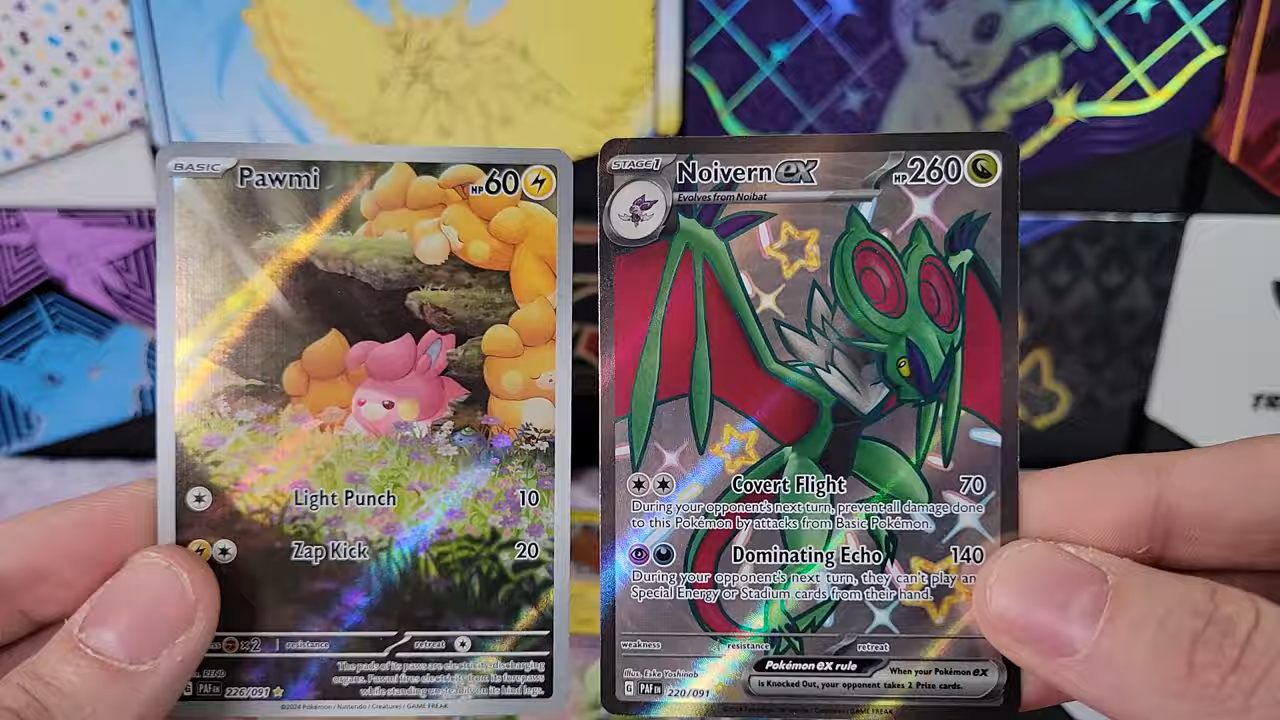 BASIC
Pawmi
HP 60
Light Punch 10
Zap Kick 20
x2 resistance retreat
The pads of its paws are electricity-discharging
organs. Pawmi fires electricity from its forepaws
while standing unsteadily on its hind legs.
G PAF EN 226/091
©2024 Pokémon / Nintendo / Creatures / GAME FREAK
STAGE 1
Noivern ex
HP 260
Evolves from Noibat
Covert Flight 70
During your opponent's next turn, prevent all damage done
to this Pokémon by attacks from Basic Pokémon.
Dominating Echo 140
During your opponent's next turn, they can't play any
Special Energy or Stadium cards from their hand.
weakness resistance retreat
Illus. Eske Yoshinob
Pokémon ex rule
When your Pokémon ex
is Knocked Out, your opponent takes 2 Prize cards.
G PAF EN 220/091